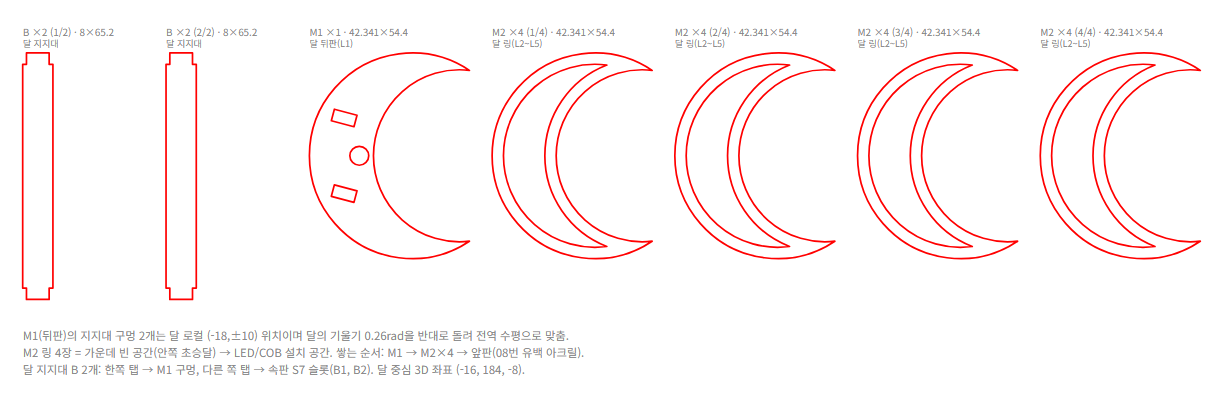 B ×2 (1/2) · 8×65.2
달 지지대
B ×2 (2/2) · 8×65.2
달 지지대
M1 ×1 · 42.341×54.4
달 뒤판(L1)
M2 ×4 (1/4) · 42.341×54.4
달 링(L2~L5)
M2 ×4 (2/4) · 42.341×54.4
달 링(L2~L5)
M2 ×4 (3/4) · 42.341×54.4
달 링(L2~L5)
M2 ×4 (4/4) · 42.341×54.4
달 링(L2~L5)
M1(뒤판)의 지지대 구멍 2개는 달 로컬 (-18,±10) 위치이며 달의 기울기 0.26rad을 반대로 돌려 전역 수평으로 맞춤.
M2 링 4장 = 가운데 빈 공간(안쪽 초승달) → LED/COB 설치 공간. 쌓는 순서: M1 → M2×4 → 앞판(08번 유백 아크릴).
달 지지대 B 2개: 한쪽 탭 → M1 구멍, 다른 쪽 탭 → 속판 S7 슬롯(B1, B2). 달 중심 3D 좌표 (-16, 184, -8).